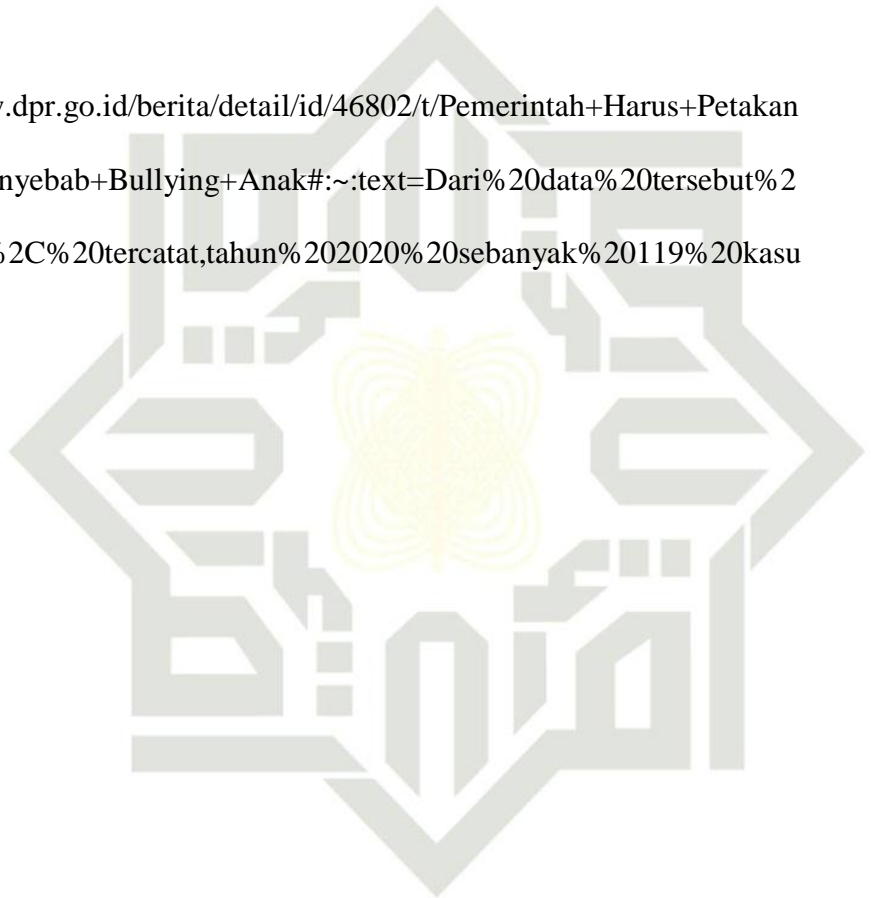 .dpr.go.id/berita/detail/id/46802/t/Pemerintah+Harus+Petakan
nyebab+Bullying+Anak#:~:text=Dari%20data%20tersebut%2
%2C%20tercatat,tahun%202020%20sebanyak%20119%20kasu